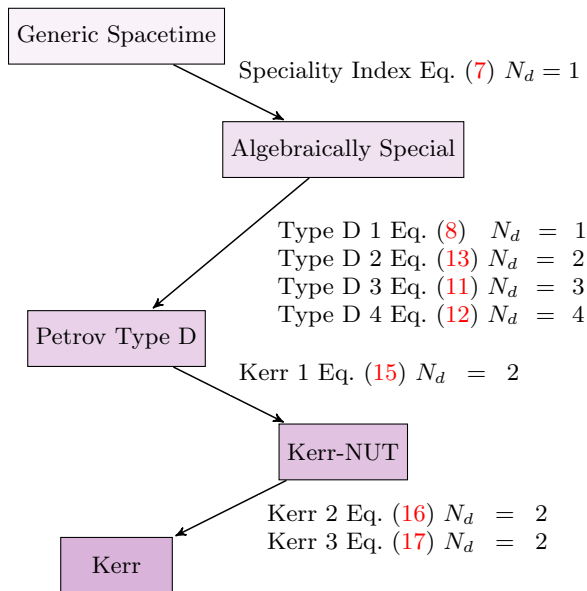 Generic Spacetime
Speciality Index Eq. (7) N_d = 1
Algebraically Special
Type D 1 Eq. (8) N_d = 1
Type D 2 Eq. (13) N_d = 2
Type D 3 Eq. (11) N_d = 3
Type D 4 Eq. (12) N_d = 4
Petrov Type D
Kerr 1 Eq. (15) N_d = 2
Kerr-NUT
Kerr 2 Eq. (16) N_d = 2
Kerr 3 Eq. (17) N_d = 2
Kerr